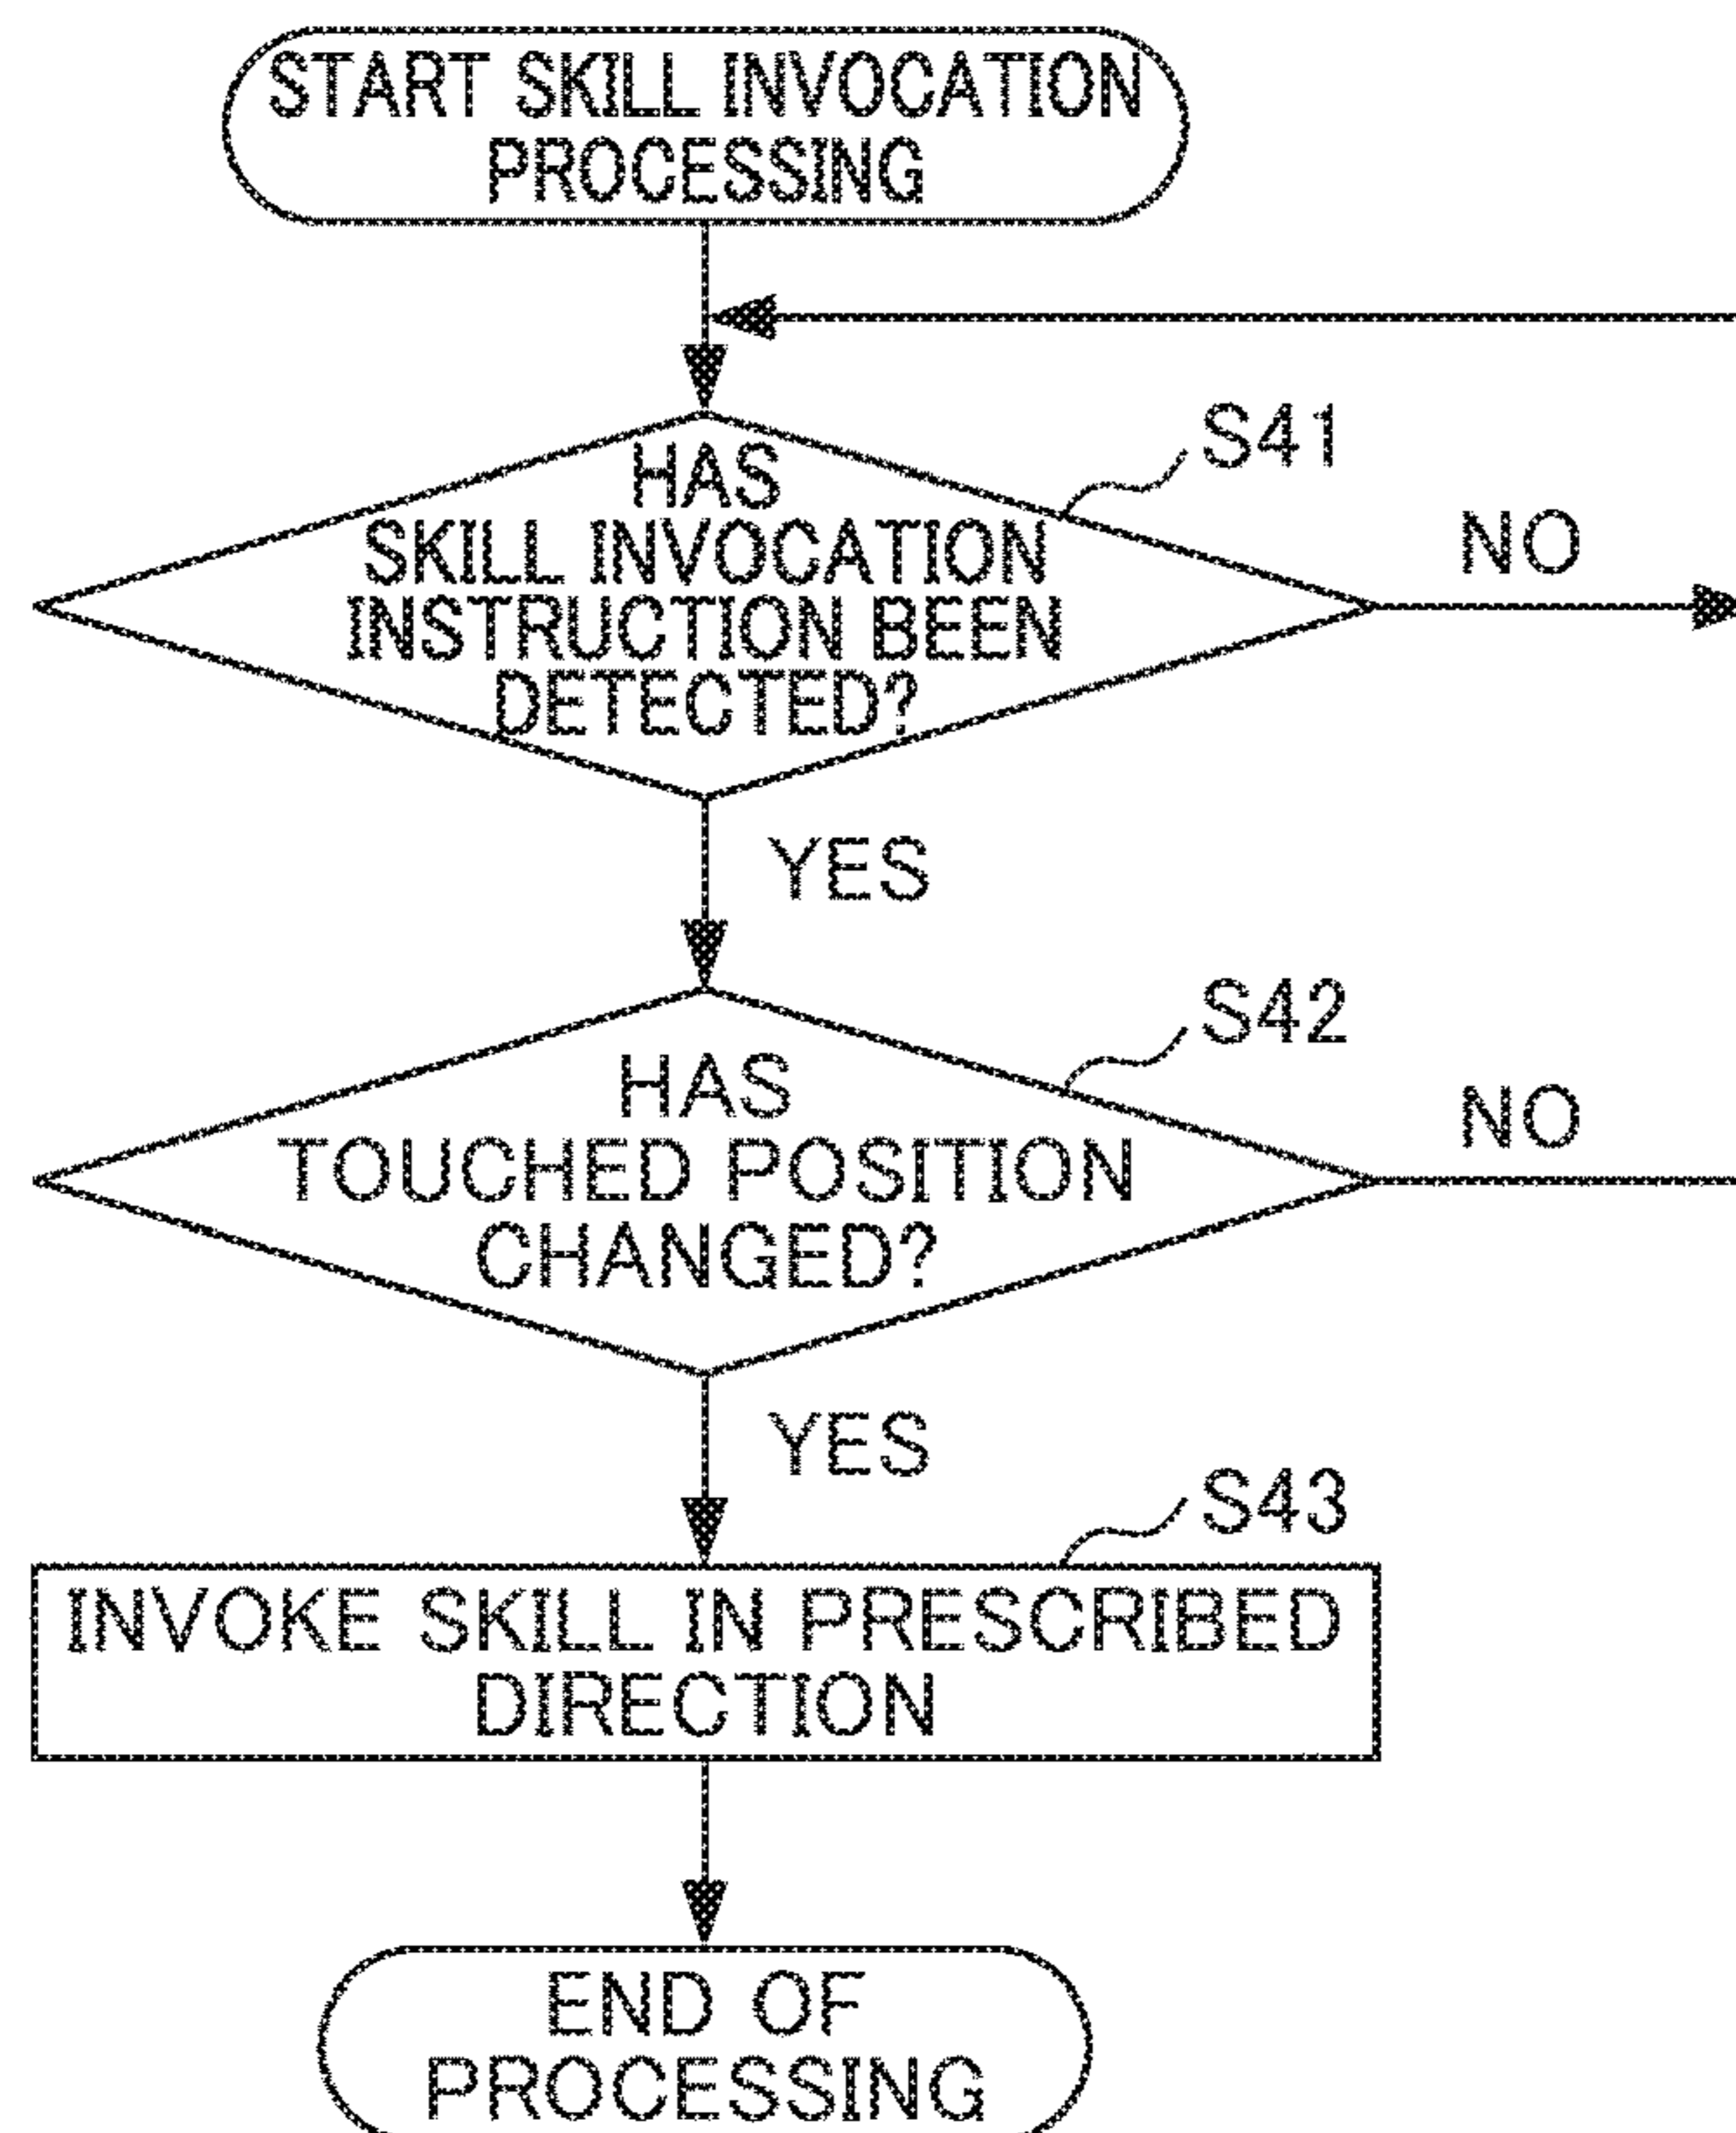 START SKILL INVOCATION
PROCESSING
HAS
SKILL INVOCATION
INSTRUCTION BEEN
DETECTED?
S41
NO
YES
HAS
TOUCHED POSITION
CHANGED?
S42
NO
YES
S43
INVOKE SKILL IN PRESCRIBED
DIRECTION
END OF
PROCESSING